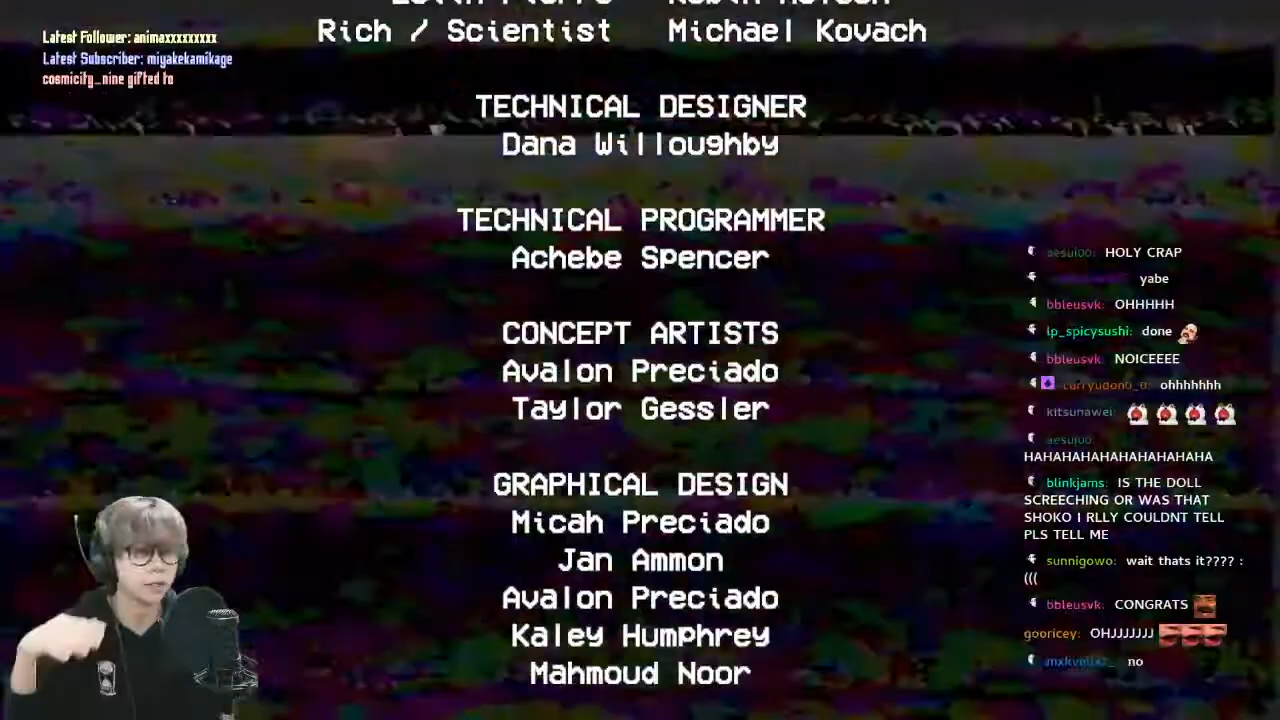 Latest Follower: animaxxxxxxxxx
Latest Subscriber: miyakekamikage
cosmicity_nine gifted to
Rich / Scientist Michael Kovach
TECHNICAL DESIGNER
Dana Willoughby
TECHNICAL PROGRAMMER
Achebe Spencer
CONCEPT ARTISTS
Avalon Preciado
Taylor Gessler
GRAPHICAL DESIGN
Micah Preciado
Jan Ammon
Avalon Preciado
Kaley Humphrey
Mahmoud Noor
HOLY CRAP
yabe
bbleusvk: OHHHHH
lp_spicysushi: done
bbleusvk: NOICEEEE
ohhhhhhh
kitsunawei:
HAHAHAHAHAHAHAHAHAHA
blinkjams: IS THE DOLL
SCREECHING OR WAS THAT
SHOKO I RLLY COULDNT TELL
PLS TELL ME
sunnigowo: wait thats it???? :
(((
bbleusvk: CONGRATS
gooricey: OHJJJJJJJ
no